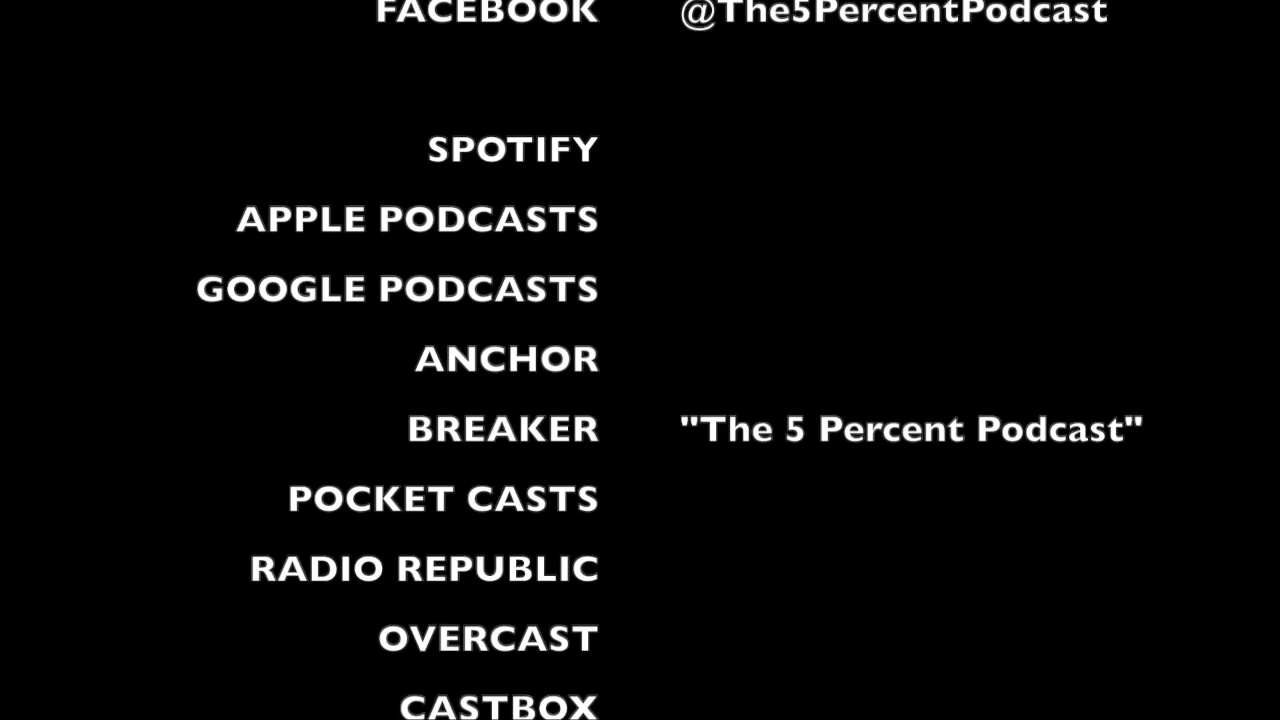 FACEBOOK @The5PercentPodcast
SPOTIFY
APPLE PODCASTS
GOOGLE PODCASTS
ANCHOR
BREAKER "The 5 Percent Podcast"
POCKET CASTS
RADIO REPUBLIC
OVERCAST
CASTBOX